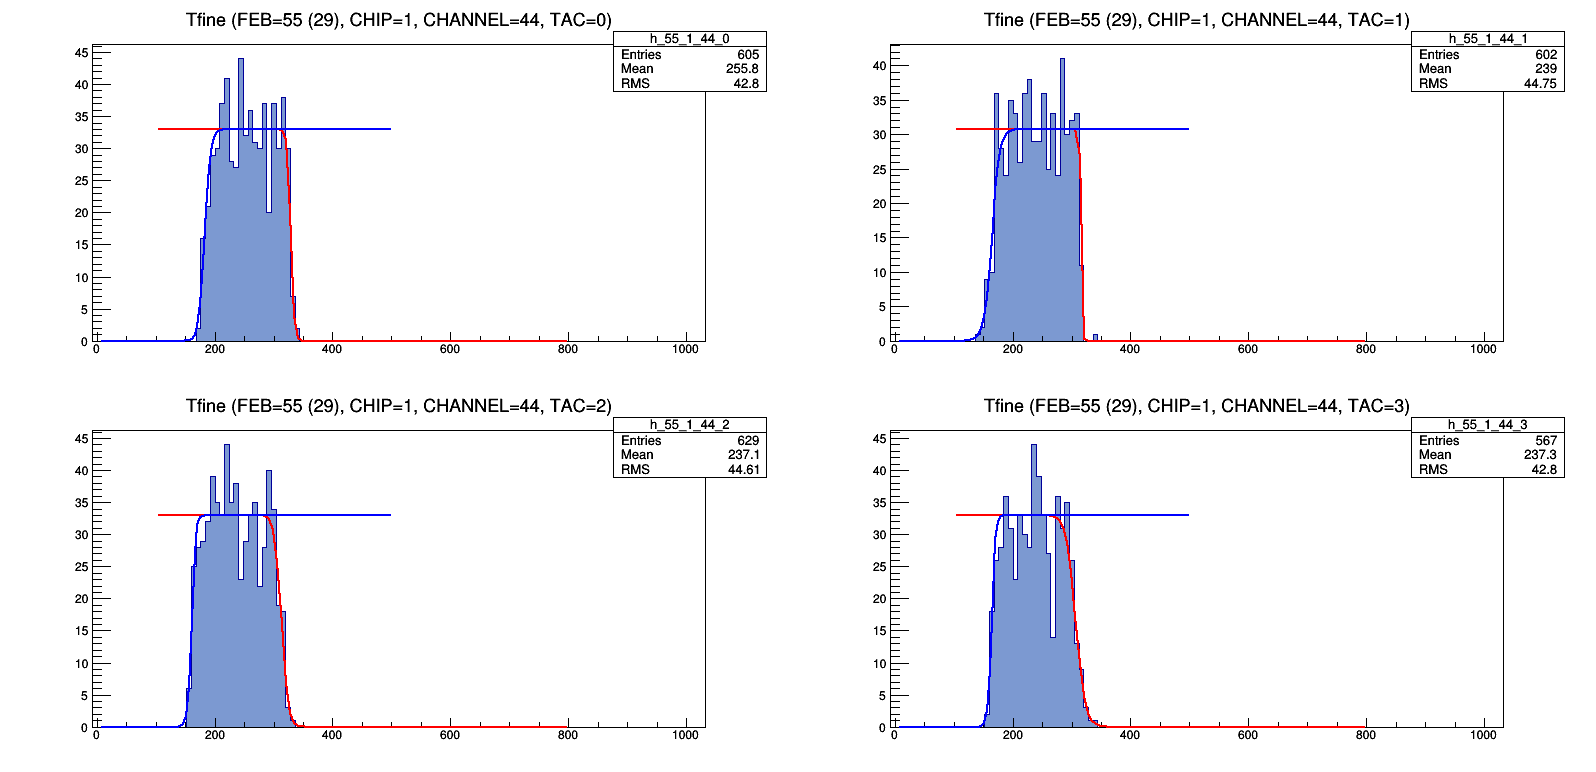 Tfine (FEB=55 (29), CHIP=1, CHANNEL=44, TAC=0)
h_55_1_44_0
Entries 605
Mean 255.8
RMS 42.8
45
40
35
30
25
20
15
10
5
0
0 200 400 600 800 1000
Tfine (FEB=55 (29), CHIP=1, CHANNEL=44, TAC=1)
h_55_1_44_1
Entries 602
Mean 239
RMS 44.75
40
35
30
25
20
15
10
5
0
0 200 400 600 800 1000
Tfine (FEB=55 (29), CHIP=1, CHANNEL=44, TAC=2)
h_55_1_44_2
Entries 629
Mean 237.1
RMS 44.61
45
40
35
30
25
20
15
10
5
0
0 200 400 600 800 1000
Tfine (FEB=55 (29), CHIP=1, CHANNEL=44, TAC=3)
h_55_1_44_3
Entries 567
Mean 237.3
RMS 42.8
45
40
35
30
25
20
15
10
5
0
0 200 400 600 800 1000